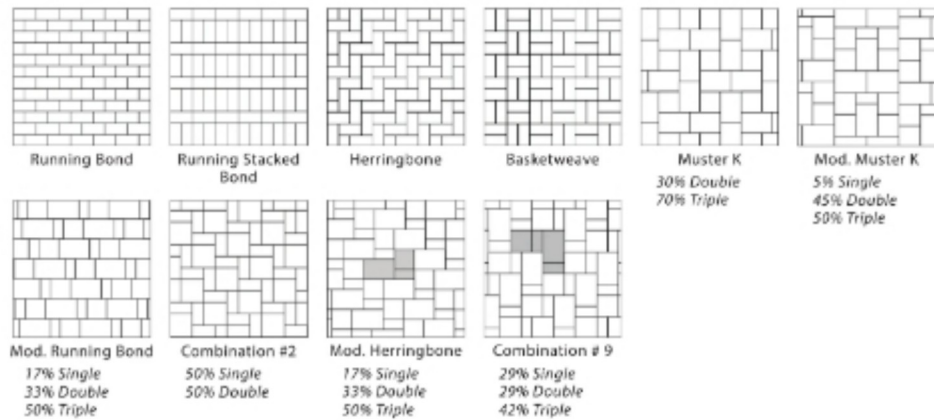 Running Bond
Running Stacked
Bond
Herringbone
Basketweave
Muster K
30% Double
70% Triple
Mod. Muster K
5% Single
45% Double
50% Triple
Mod. Running Bond
17% Single
33% Double
50% Triple
Combination #2
50% Single
50% Double
Mod. Herringbone
17% Single
33% Double
50% Triple
Combination # 9
29% Single
29% Double
42% Triple